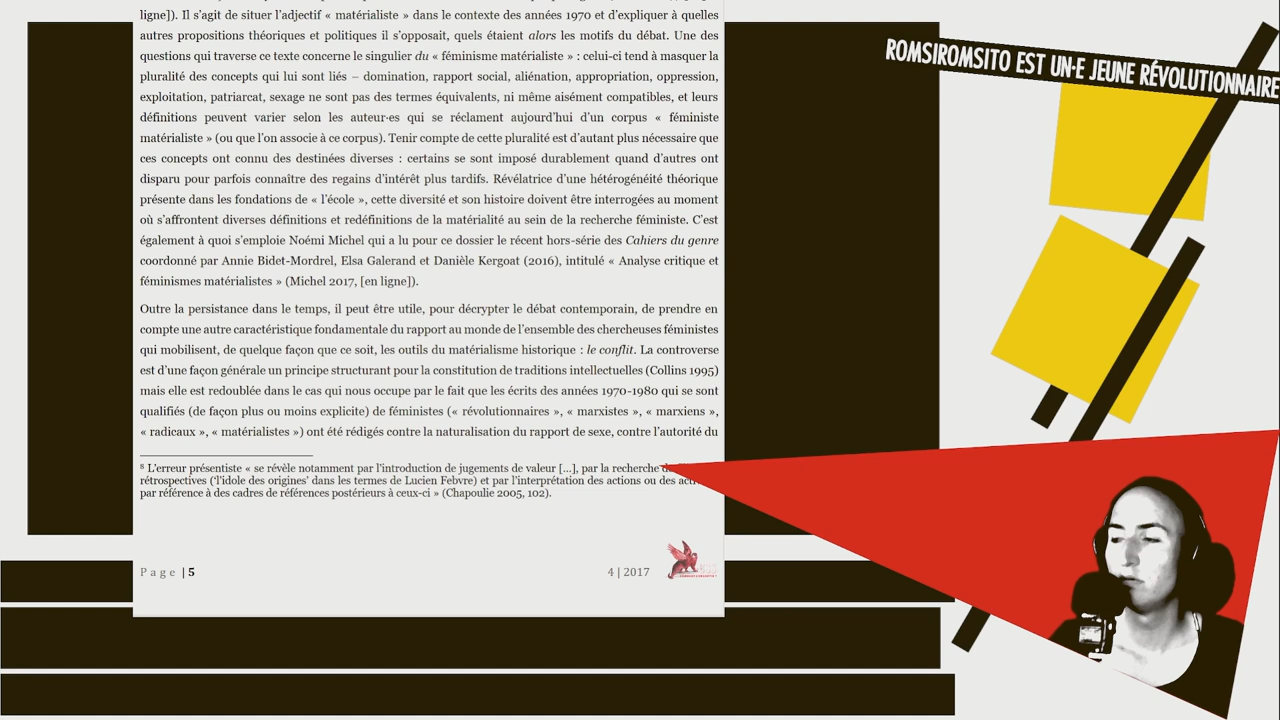 ligne]). Il s'agit de situer l'adjectif « matérialiste » dans le contexte des années 1970 et d'expliquer à quelles
autres propositions théoriques et politiques il s'opposait, quels étaient alors les motifs du débat. Une des
questions qui traverse ce texte concerne le singulier du « féminisme matérialiste » : celui-ci tend à masquer la
pluralité des concepts qui lui sont liés – domination, rapport social, aliénation, appropriation, oppression,
exploitation, patriarcat, sexage ne sont pas des termes équivalents, ni même aisément compatibles, et leurs
définitions peuvent varier selon les auteur·es qui se réclament aujourd'hui d'un corpus « féministe
matérialiste » (ou que l'on associe à ce corpus). Tenir compte de cette pluralité est d'autant plus nécessaire que
ces concepts ont connu des destinées diverses : certains se sont imposé durablement quand d'autres ont
disparu pour parfois connaître des regains d'intérêt plus tardifs. Révélatrice d'une hétérogénéité théorique
présente dans les fondations de « l'école », cette diversité et son histoire doivent être interrogées au moment
où s'affrontent diverses définitions et redéfinitions de la matérialité au sein de la recherche féministe. C'est
également à quoi s'emploie Noémi Michel qui a lu pour ce dossier le récent hors-série des Cahiers du genre
coordonné par Annie Bidet-Mordrel, Elsa Galerand et Danièle Kergoat (2016), intitulé « Analyse critique et
féminismes matérialistes » (Michel 2017, [en ligne]).
Outre la persistance dans le temps, il peut être utile, pour décrypter le débat contemporain, de prendre en
compte une autre caractéristique fondamentale du rapport au monde de l'ensemble des chercheuses féministes
qui mobilisent, de quelque façon que ce soit, les outils du matérialisme historique : le conflit. La controverse
est d'une façon générale un principe structurant pour la constitution de traditions intellectuelles (Collins 1995)
mais elle est redoublée dans le cas qui nous occupe par le fait que les écrits des années 1970-1980 qui se sont
qualifiés (de façon plus ou moins explicite) de féministes (« révolutionnaires », « marxistes », « marxiens »,
« radicaux », « matérialistes ») ont été rédigés contre la naturalisation du rapport de sexe, contre l'autorité du
8 L'erreur présentiste « se révèle notamment par l'introduction de jugements de valeur […], par la recherche
rétrospectives ('l'idole des origines' dans les termes de Lucien Febvre) et par l'interprétation des actions ou des
par référence à des cadres de références postérieurs à ceux-ci » (Chapoulie 2005, 102).
Page | 5
4 | 2017
ROMSIROMSITO EST UN·E JEUNE RÉVOLUTIONNAIRE